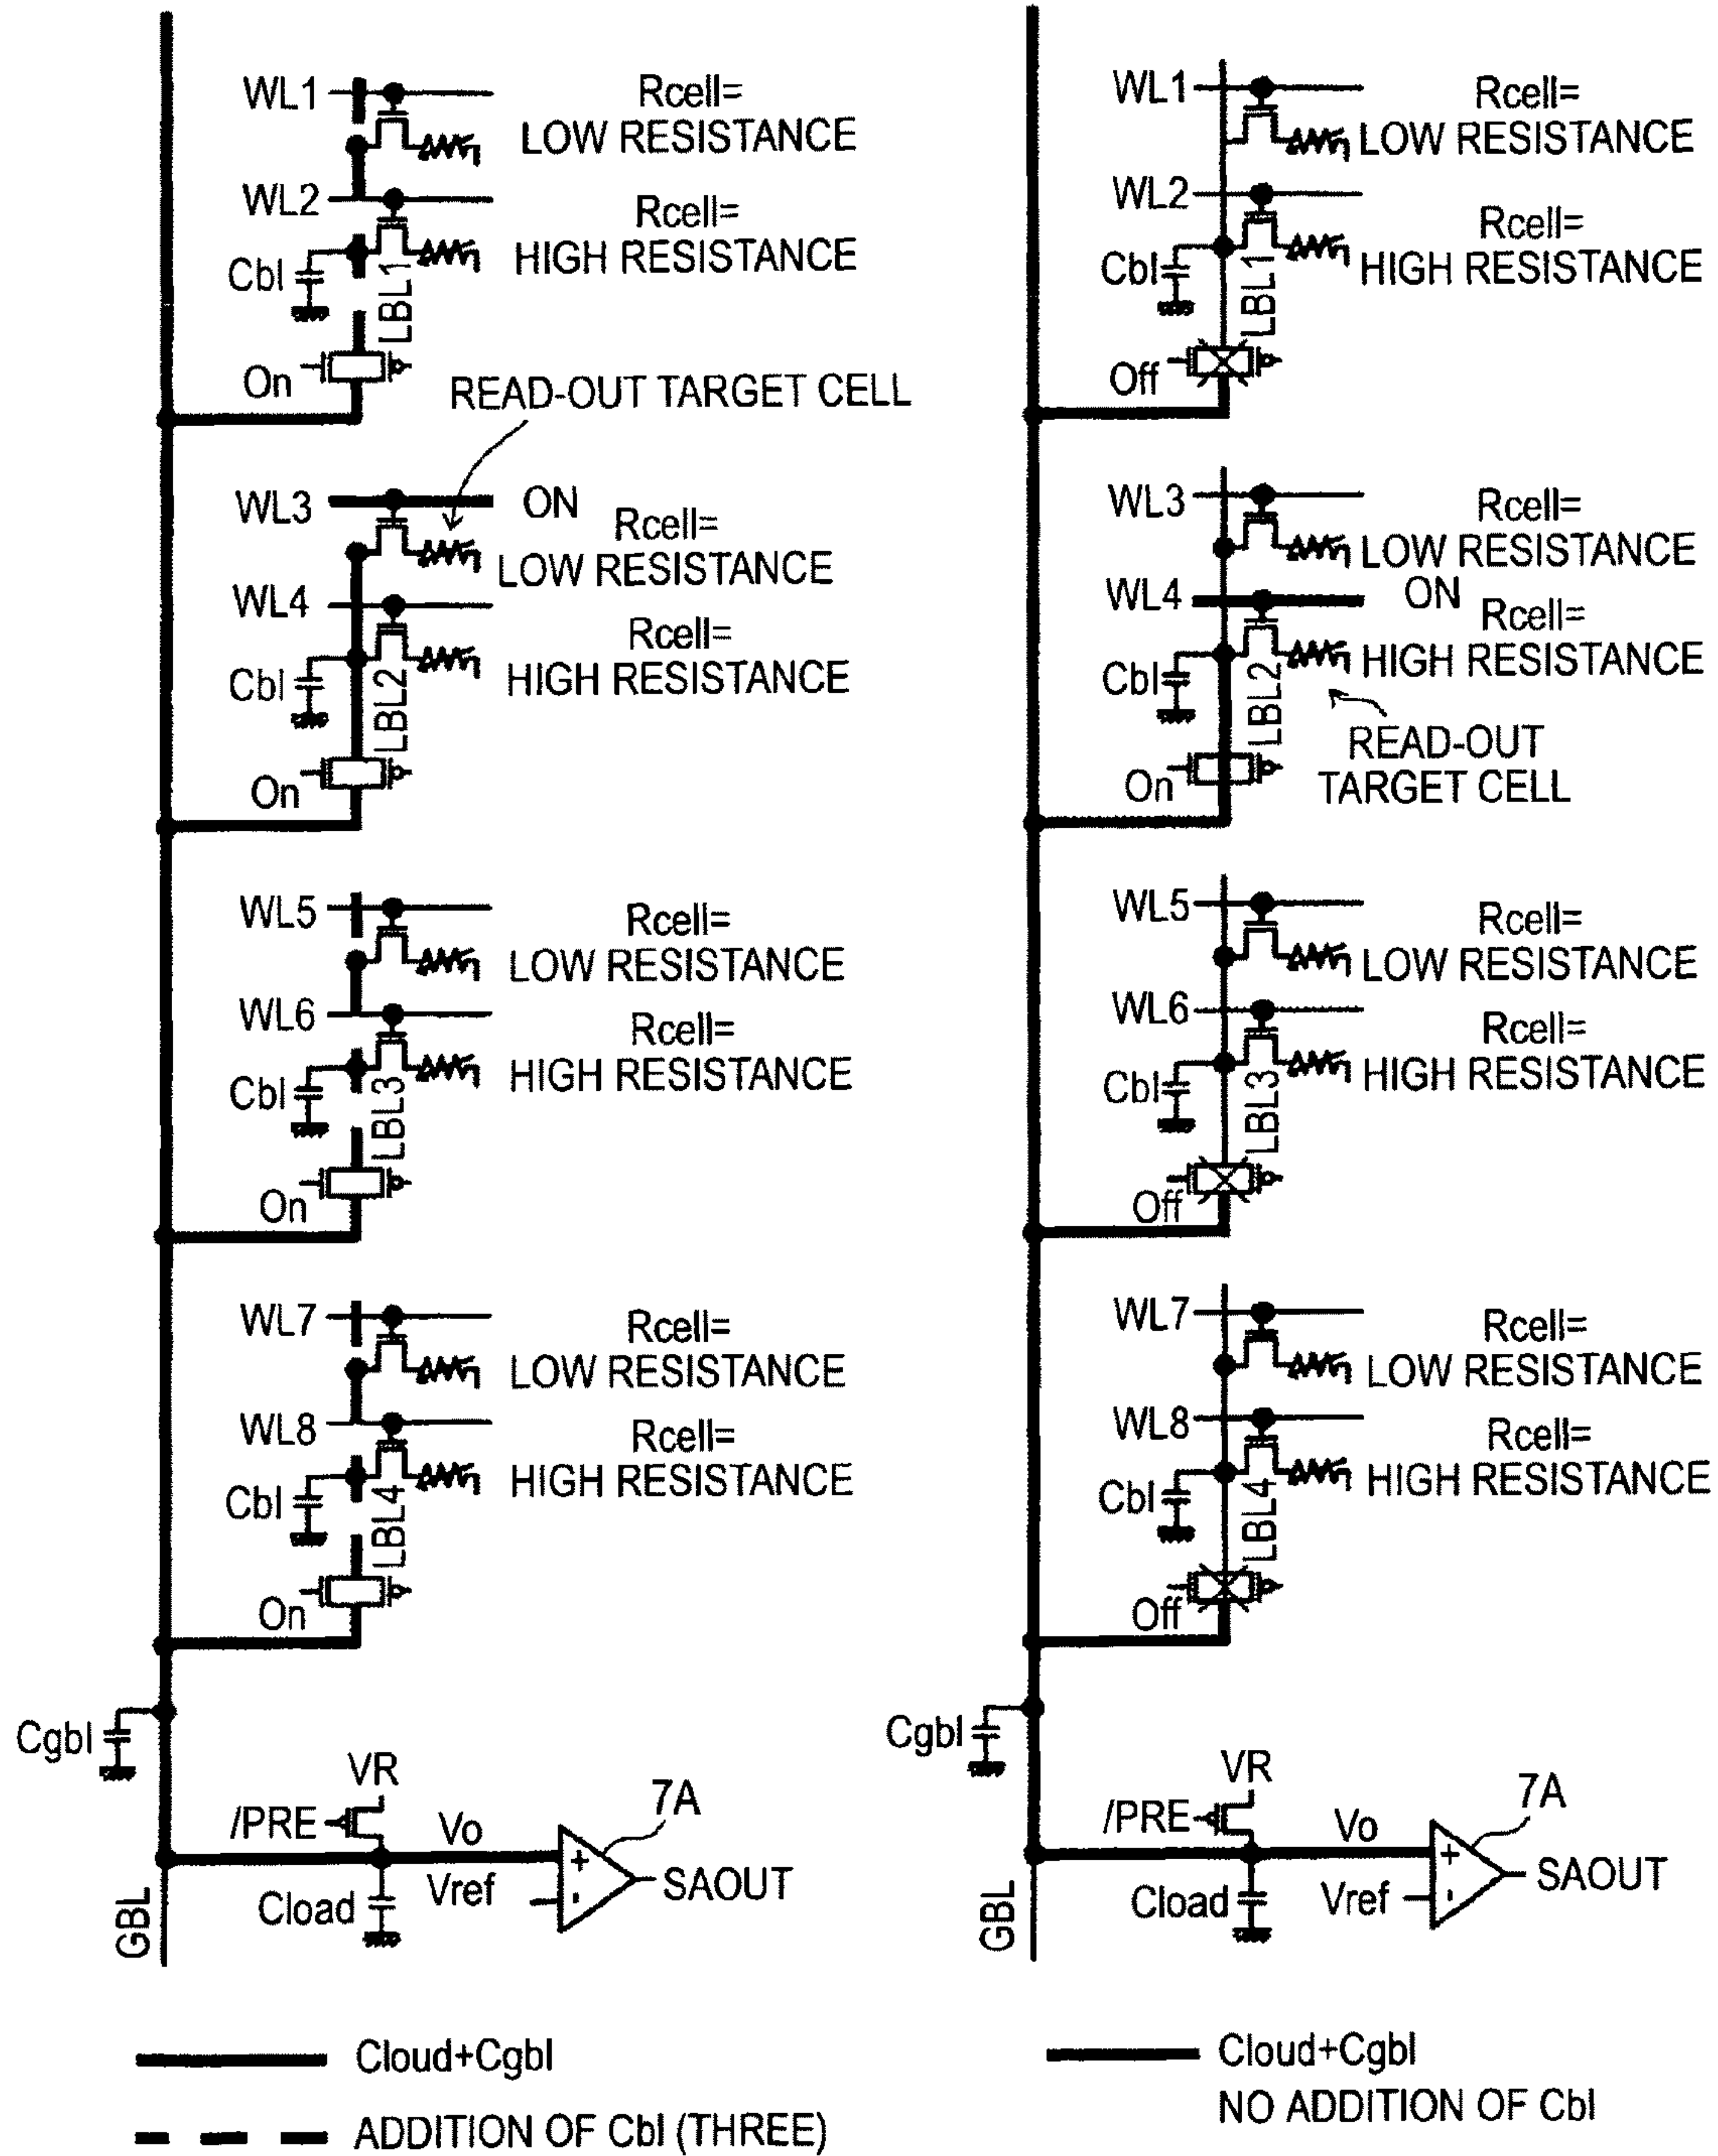 WL1
Rcell=
LOW RESISTANCE
WL2
Rcell=
HIGH RESISTANCE
Cbl
LBL1
On
READ-OUT TARGET CELL
WL3
ON
Rcell=
LOW RESISTANCE
WL4
Rcell=
HIGH RESISTANCE
Cbl
LBL2
On
WL5
Rcell=
LOW RESISTANCE
WL6
Rcell=
HIGH RESISTANCE
Cbl
LBL3
On
WL7
Rcell=
LOW RESISTANCE
WL8
Rcell=
HIGH RESISTANCE
Cbl
LBL4
On
Cgbl
VR
/PRE
Vo
7A
+
-
Vref
SAOUT
Cload
GBL
Cloud+Cgbl
ADDITION OF Cbl (THREE)
WL1
Rcell=
LOW RESISTANCE
WL2
Rcell=
HIGH RESISTANCE
Cbl
LBL1
Off
WL3
Rcell=
LOW RESISTANCE
ON
WL4
Rcell=
HIGH RESISTANCE
Cbl
LBL2
READ-OUT
TARGET CELL
On
WL5
Rcell=
LOW RESISTANCE
WL6
Rcell=
HIGH RESISTANCE
Cbl
LBL3
Off
WL7
Rcell=
LOW RESISTANCE
WL8
Rcell=
HIGH RESISTANCE
Cbl
LBL4
Off
Cgbl
VR
/PRE
Vo
7A
+
-
Vref
SAOUT
Cload
GBL
Cloud+Cgbl
NO ADDITION OF Cbl